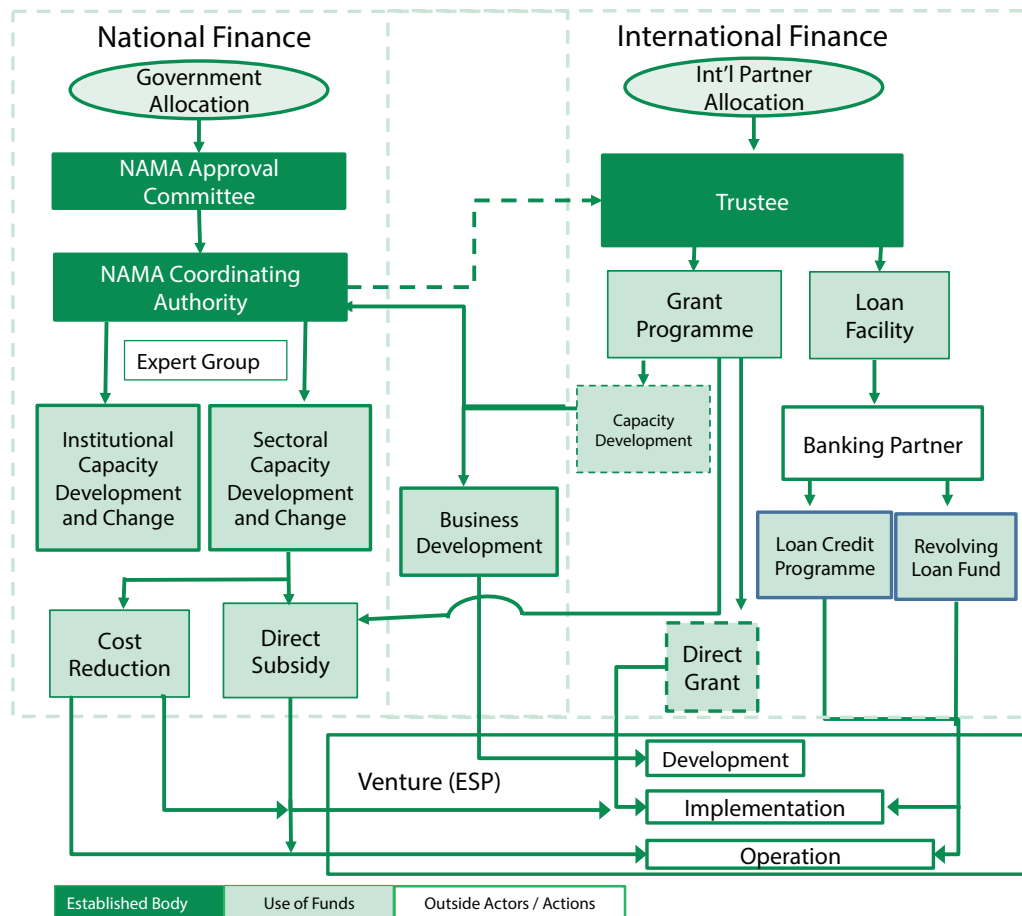 National Finance
International Finance
Government
Allocation
Int'l Partner
Allocation
NAMA Approval
Committee
Trustee
NAMA Coordinating
Authority
Grant
Programme
Loan
Facility
Expert Group
Institutional
Capacity
Development
and Change
Sectoral
Capacity
Development
and Change
Capacity
Development
Banking Partner
Business
Development
Loan Credit
Programme
Revolving
Loan Fund
Cost
Reduction
Direct
Subsidy
Direct
Grant
Development
Venture (ESP)
Implementation
Operation
Established Body
Use of Funds
Outside Actors / Actions